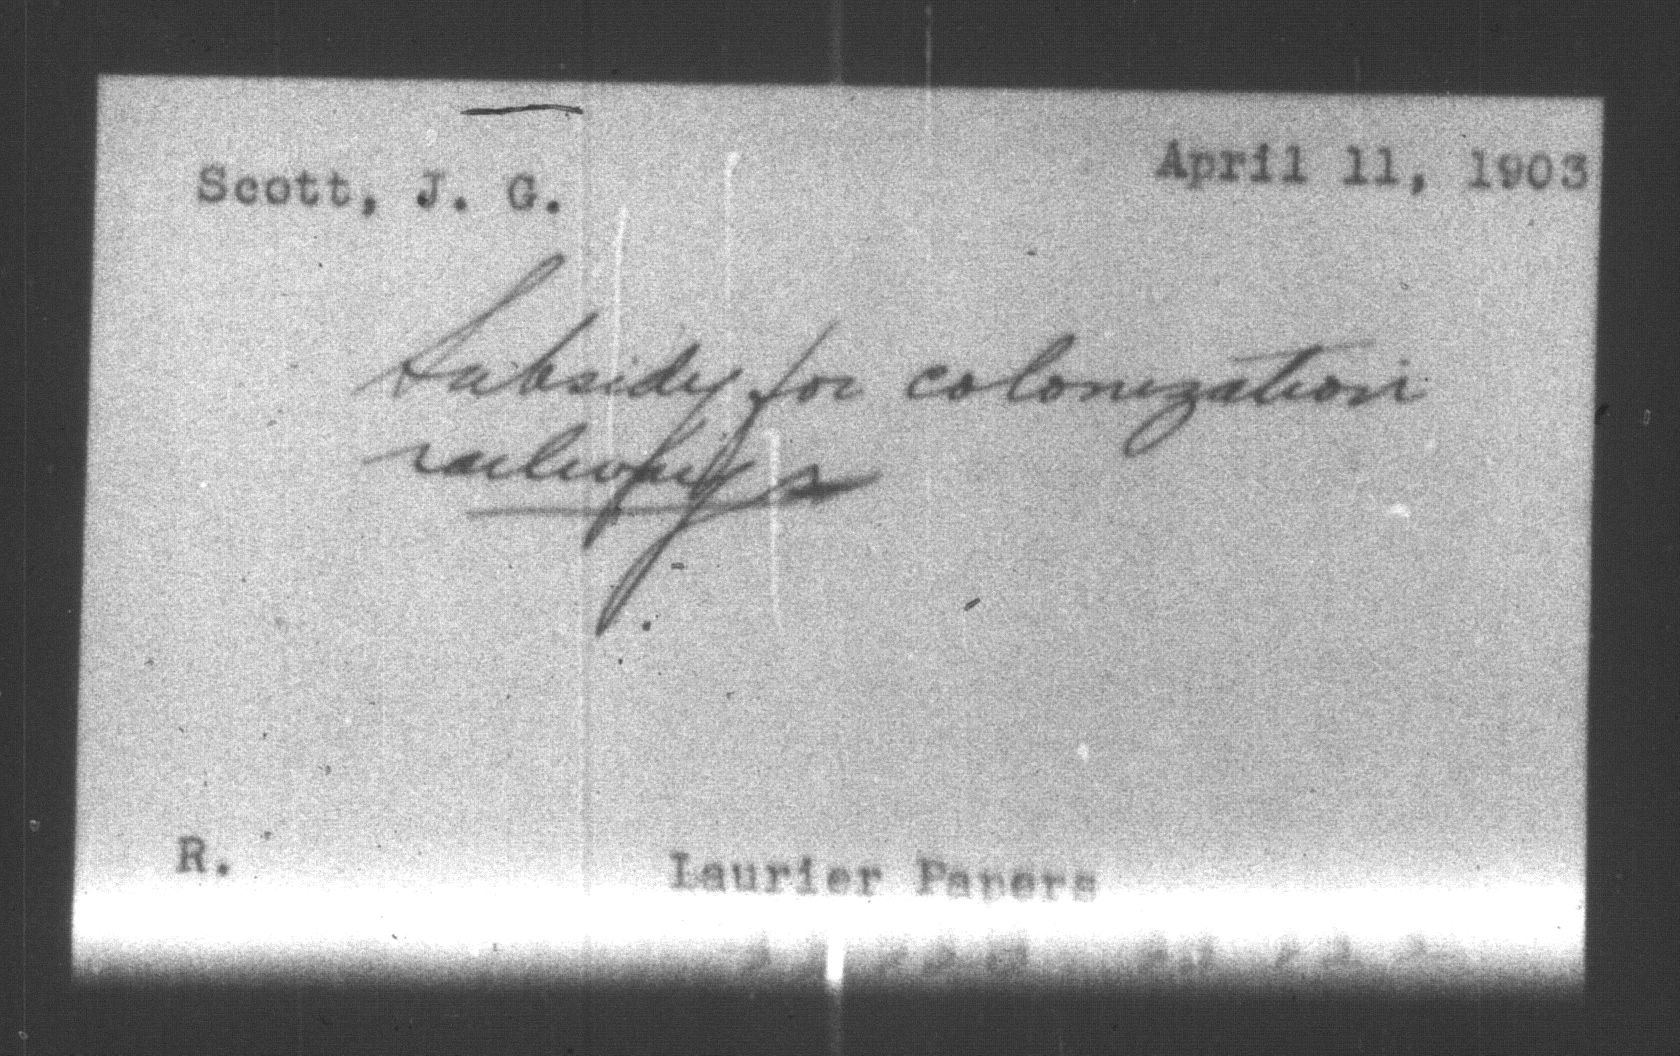 Scott, J. G.
April 11, 1903
Subsidy for colonization
railways
R.
Laurier Papers